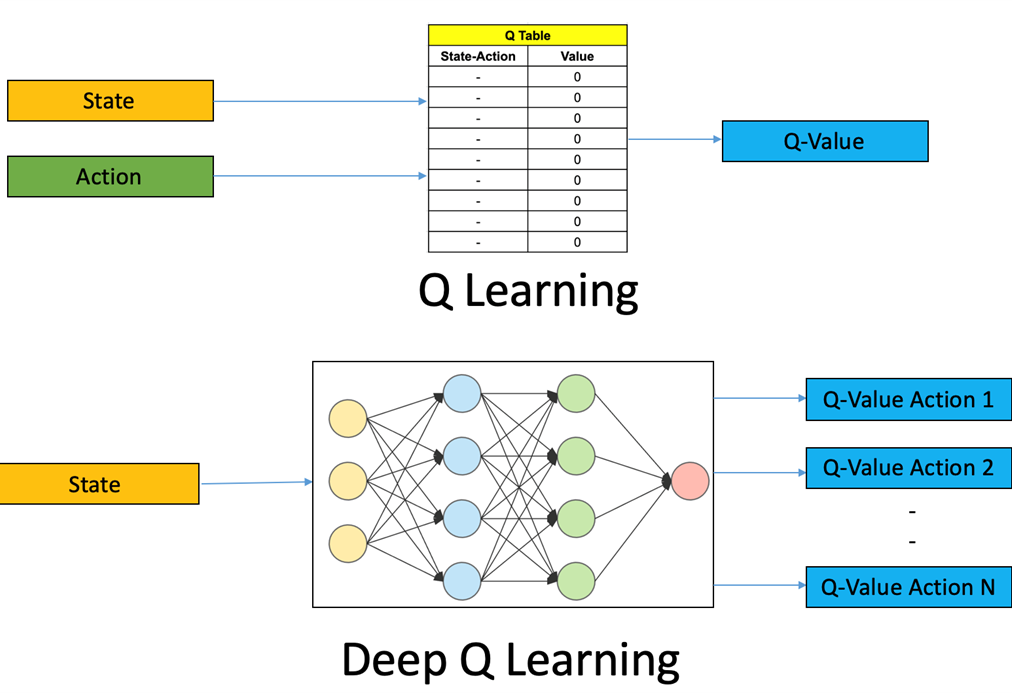 Q Table
State-Action Value
- 0
- 0
- 0
- 0
- 0
- 0
- 0
- 0
- 0
State
Action
Q-Value
Q Learning
State
Q-Value Action 1
Q-Value Action 2
-
-
Q-Value Action N
Deep Q Learning